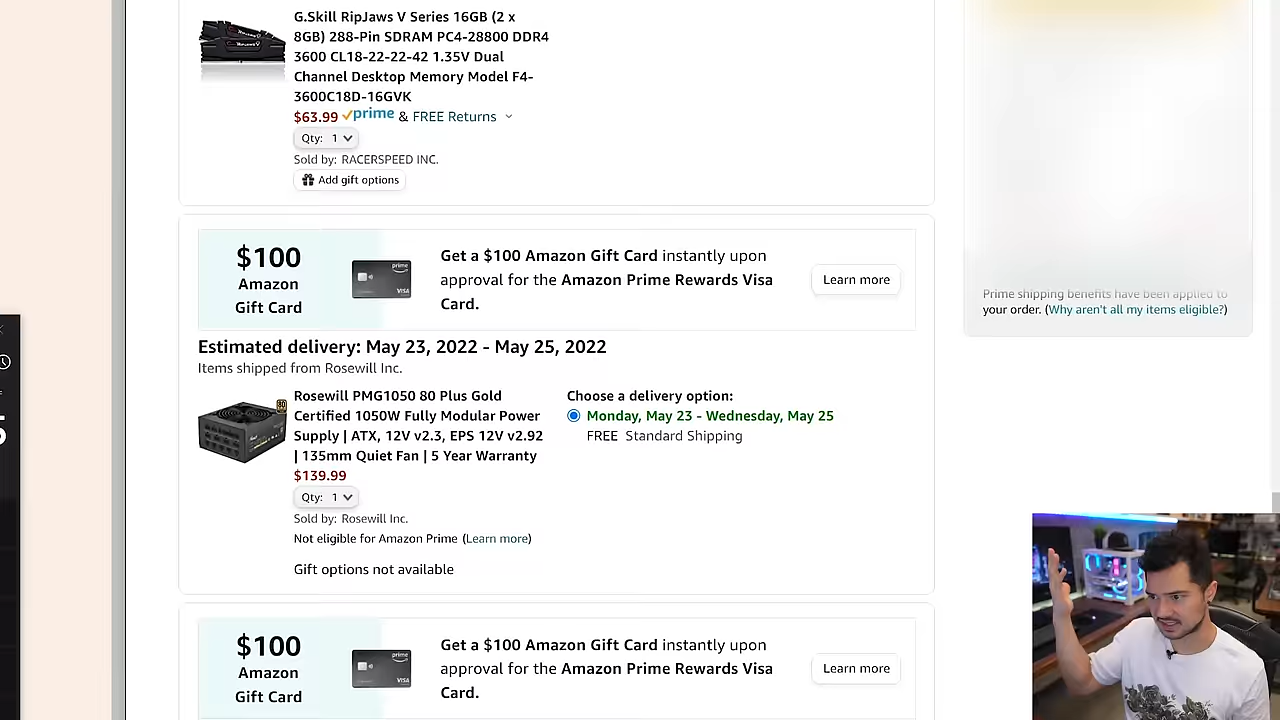 G.Skill RipJaws V Series 16GB (2 x
8GB) 288-Pin SDRAM PC4-28800 DDR4
3600 CL18-22-22-42 1.35V Dual
Channel Desktop Memory Model F4-
3600C18D-16GVK
$63.99 prime & FREE Returns
Qty: 1
Sold by: RACERSPEED INC.
Add gift options
$100
Amazon
Gift Card
prime
VISA
Get a $100 Amazon Gift Card instantly upon
approval for the Amazon Prime Rewards Visa
Card.
Learn more
Prime shipping benefits have been applied to
your order. (Why aren't all my items eligible?)
Estimated delivery: May 23, 2022 - May 25, 2022
Items shipped from Rosewill Inc.
Rosewill PMG1050 80 Plus Gold
Certified 1050W Fully Modular Power
Supply | ATX, 12V v2.3, EPS 12V v2.92
| 135mm Quiet Fan | 5 Year Warranty
$139.99
Qty: 1
Sold by: Rosewill Inc.
Not eligible for Amazon Prime (Learn more)
Gift options not available
Choose a delivery option:
Monday, May 23 - Wednesday, May 25
FREE Standard Shipping
$100
Amazon
Gift Card
prime
VISA
Get a $100 Amazon Gift Card instantly upon
approval for the Amazon Prime Rewards Visa
Card.
Learn more